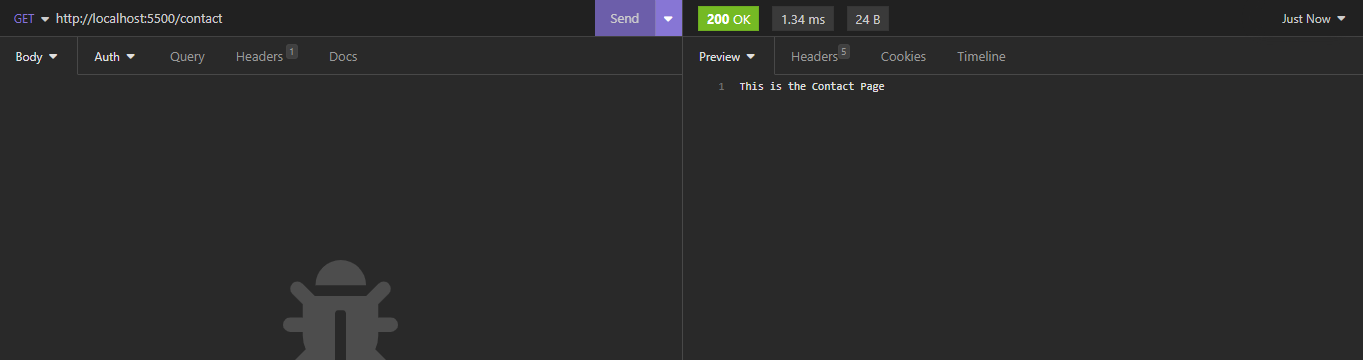 GET http://localhost:5500/contact Send 200 OK 1.34 ms 24 B Just Now
Body Auth Query Headers 1 Docs Preview Headers 5 Cookies Timeline
1 This is the Contact Page